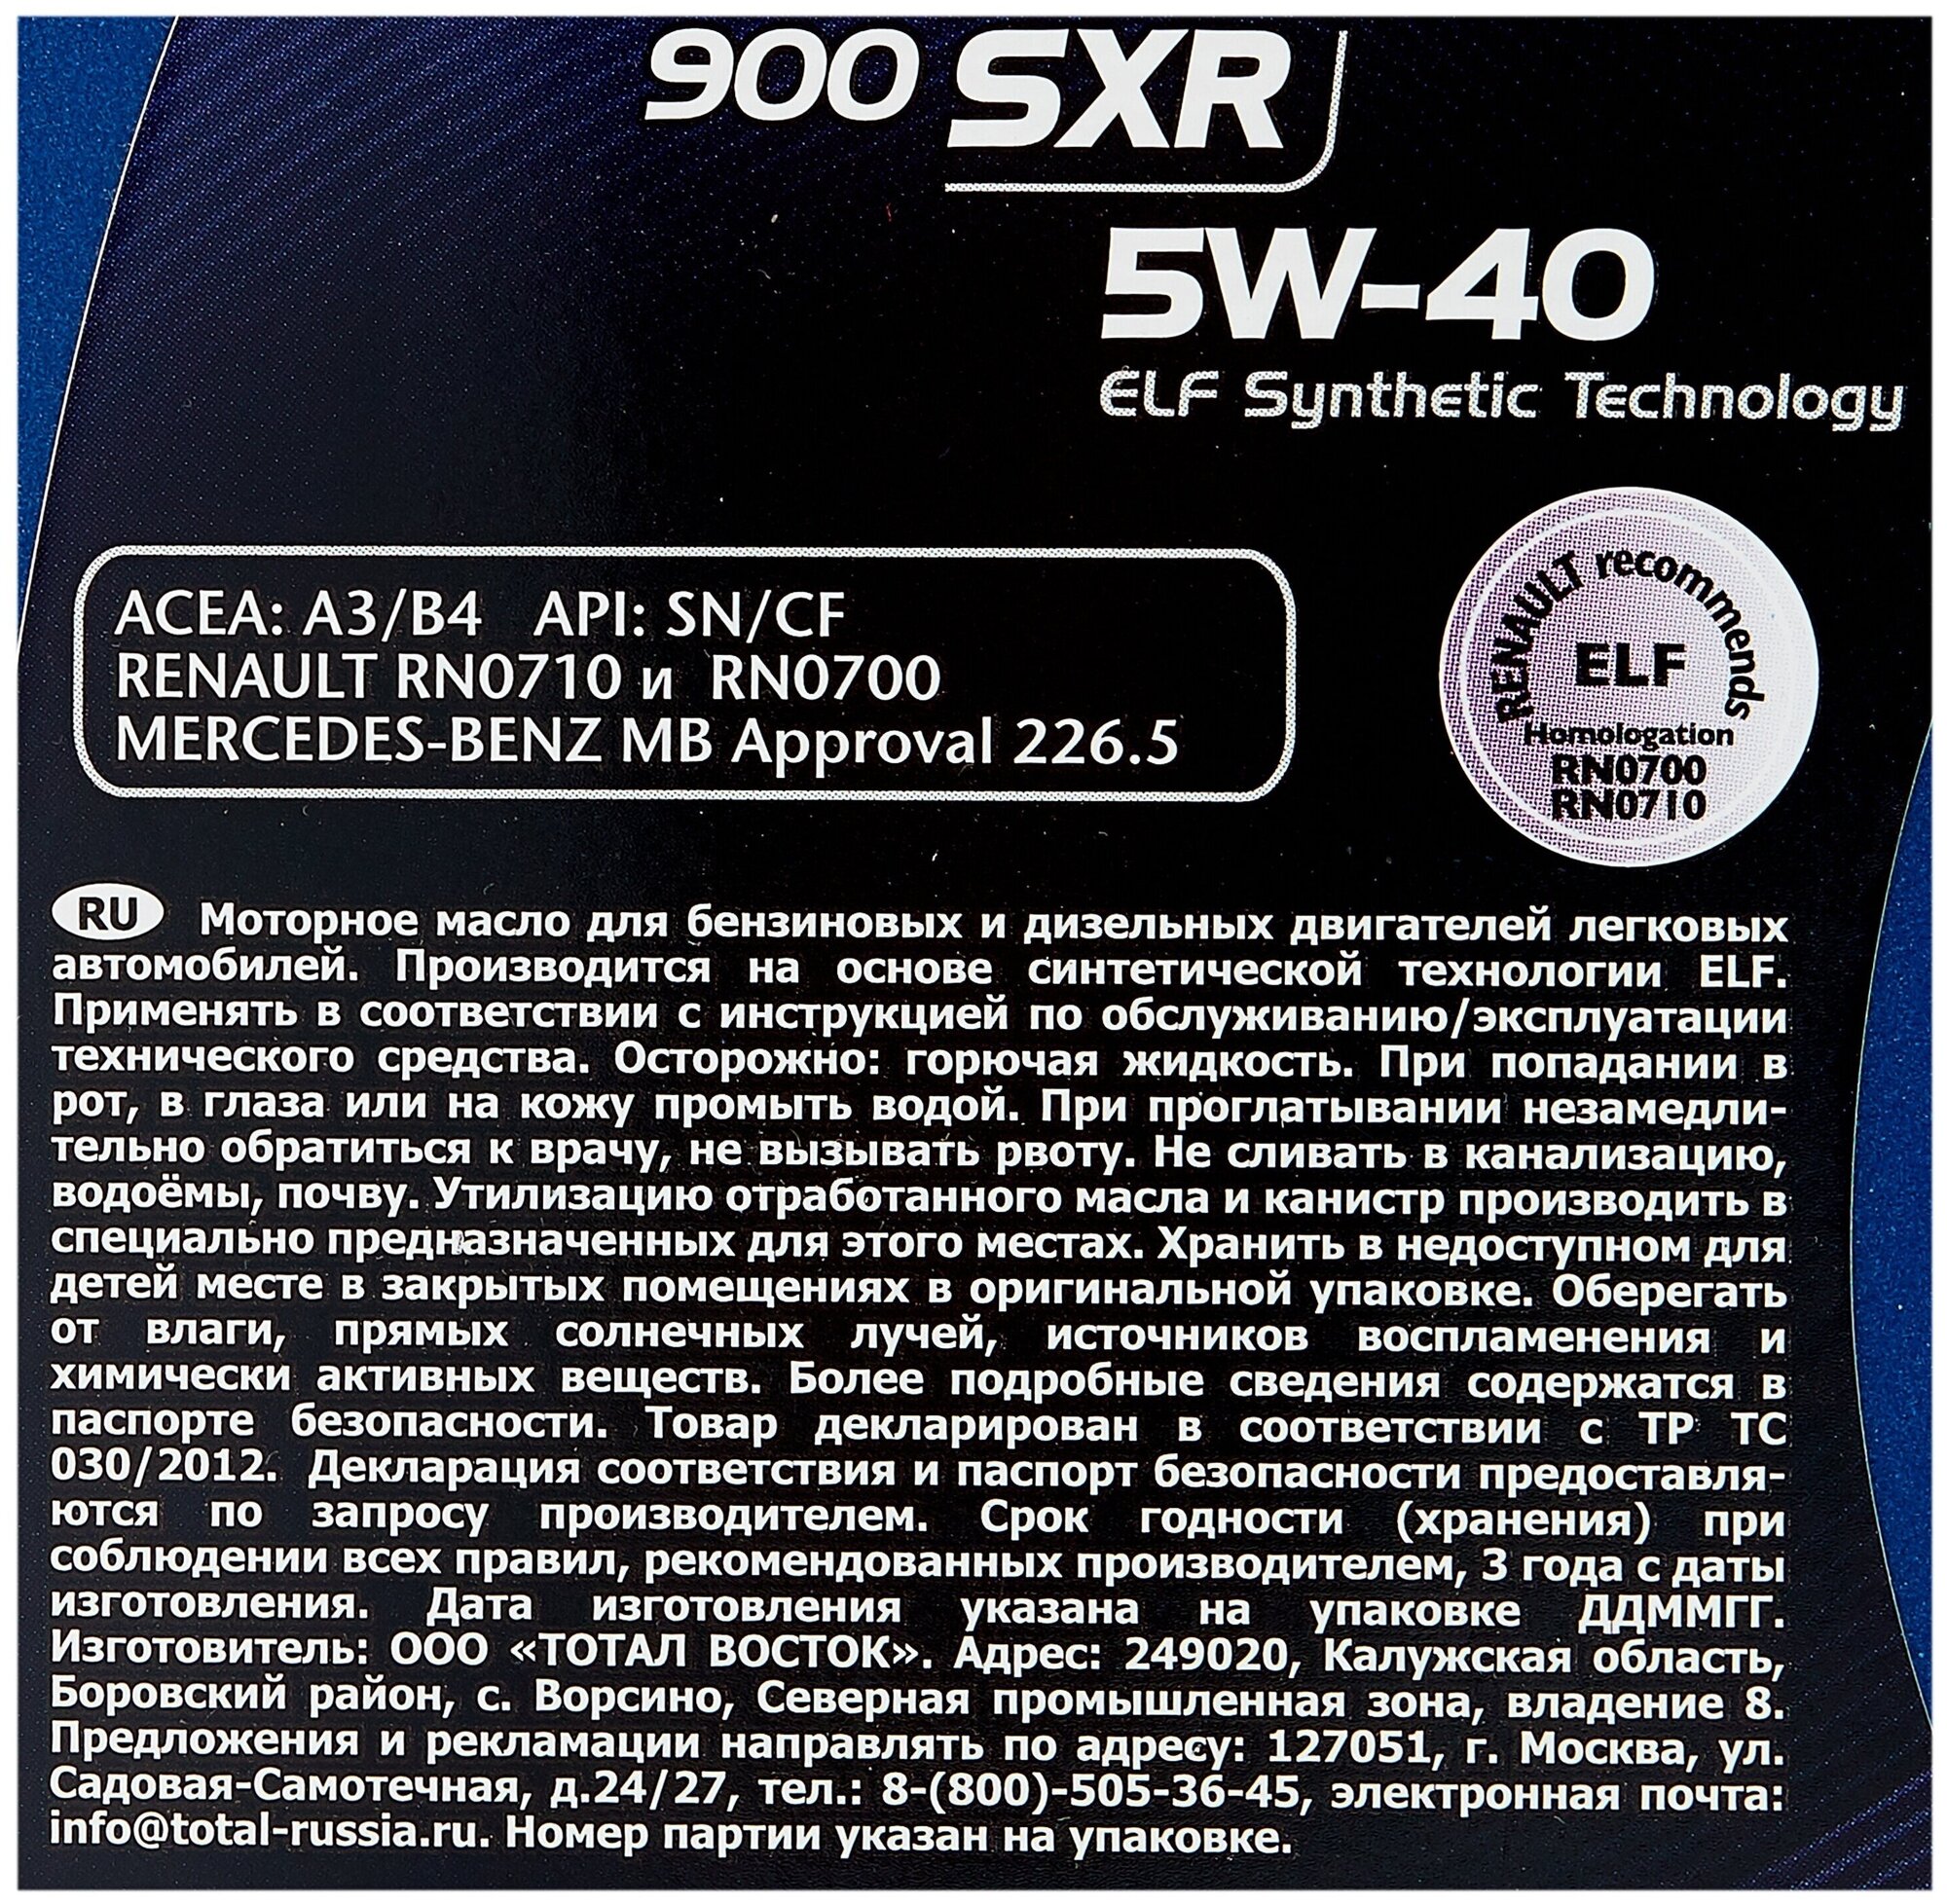 900 SXR
5W-40
ELF Synthetic Technology
ACEA: A3/B4 API: SN/CF
RENAULT RN0710 и RN0700
MERCEDES-BENZ MB Approval 226.5
RENAULT recommends
ELF
Homologation
RN0700
RN0710
RU Моторное масло для бензиновых и дизельных двигателей легковых
автомобилей. Производится на основе синтетической технологии ELF.
Применять в соответствии с инструкцией по обслуживанию/эксплуатации
технического средства. Осторожно: горючая жидкость. При попадании в
рот, в глаза или на кожу промыть водой. При проглатывании незамедли-
тельно обратиться к врачу, не вызывать рвоту. Не сливать в канализацию,
водоёмы, почву. Утилизацию отработанного масла и канистр производить в
специально предназначенных для этого местах. Хранить в недоступном для
детей месте в закрытых помещениях в оригинальной упаковке. Оберегать
от влаги, прямых солнечных лучей, источников воспламенения и
химически активных веществ. Более подробные сведения содержатся в
паспорте безопасности. Товар декларирован в соответствии с ТР ТС
030/2012. Декларация соответствия и паспорт безопасности предоставля-
ются по запросу производителем. Срок годности (хранения) при
соблюдении всех правил, рекомендованных производителем, 3 года с даты
изготовления. Дата изготовления указана на упаковке ДДММГГ.
Изготовитель: ООО «ТОТАЛ ВОСТОК». Адрес: 249020, Калужская область,
Боровский район, с. Ворсино, Северная промышленная зона, владение 8.
Предложения и рекламации направлять по адресу: 127051, г. Москва, ул.
Садовая-Самотечная, д.24/27, тел.: 8-(800)-505-36-45, электронная почта:
info@total-russia.ru. Номер партии указан на упаковке.